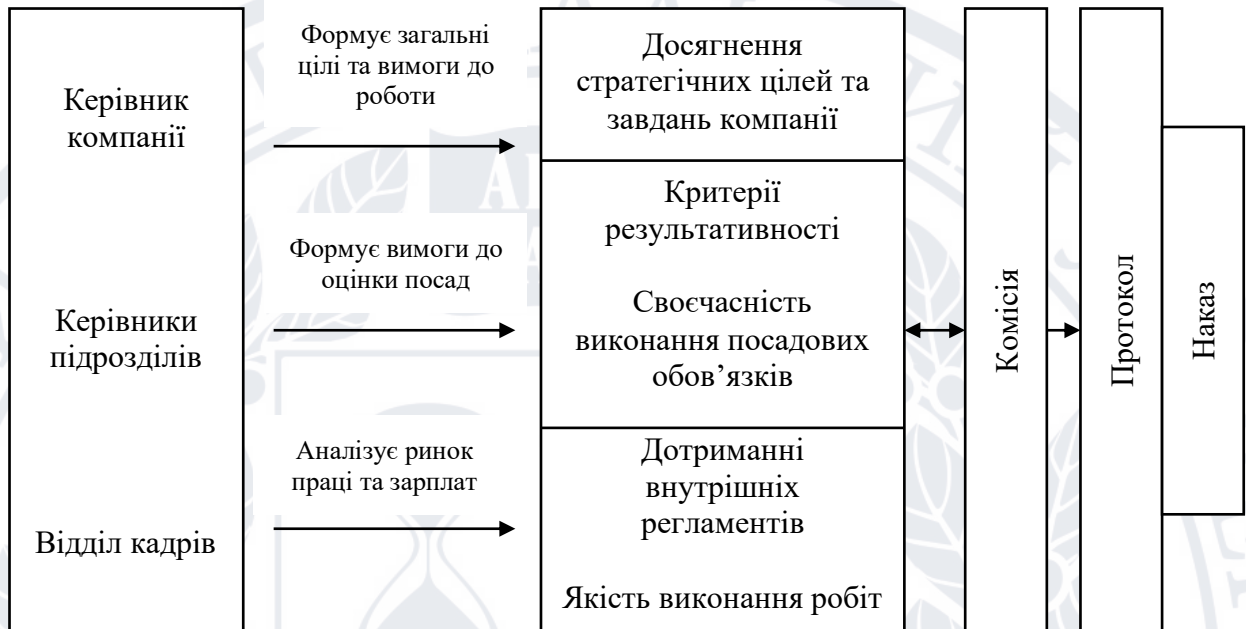 Керівник
компанії
Формує загальні
цілі та вимоги до
роботи
Досягнення
стратегічних цілей та
завдань компанії
Керівники
підрозділів
Формує вимоги до
оцінки посад
Критерії
результативності
Своєчасність
виконання посадових
обов’язків
Відділ кадрів
Аналізує ринок
праці та зарплат
Дотриманні
внутрішніх
регламентів
Якість виконання робіт
Комісія
Протокол
Наказ